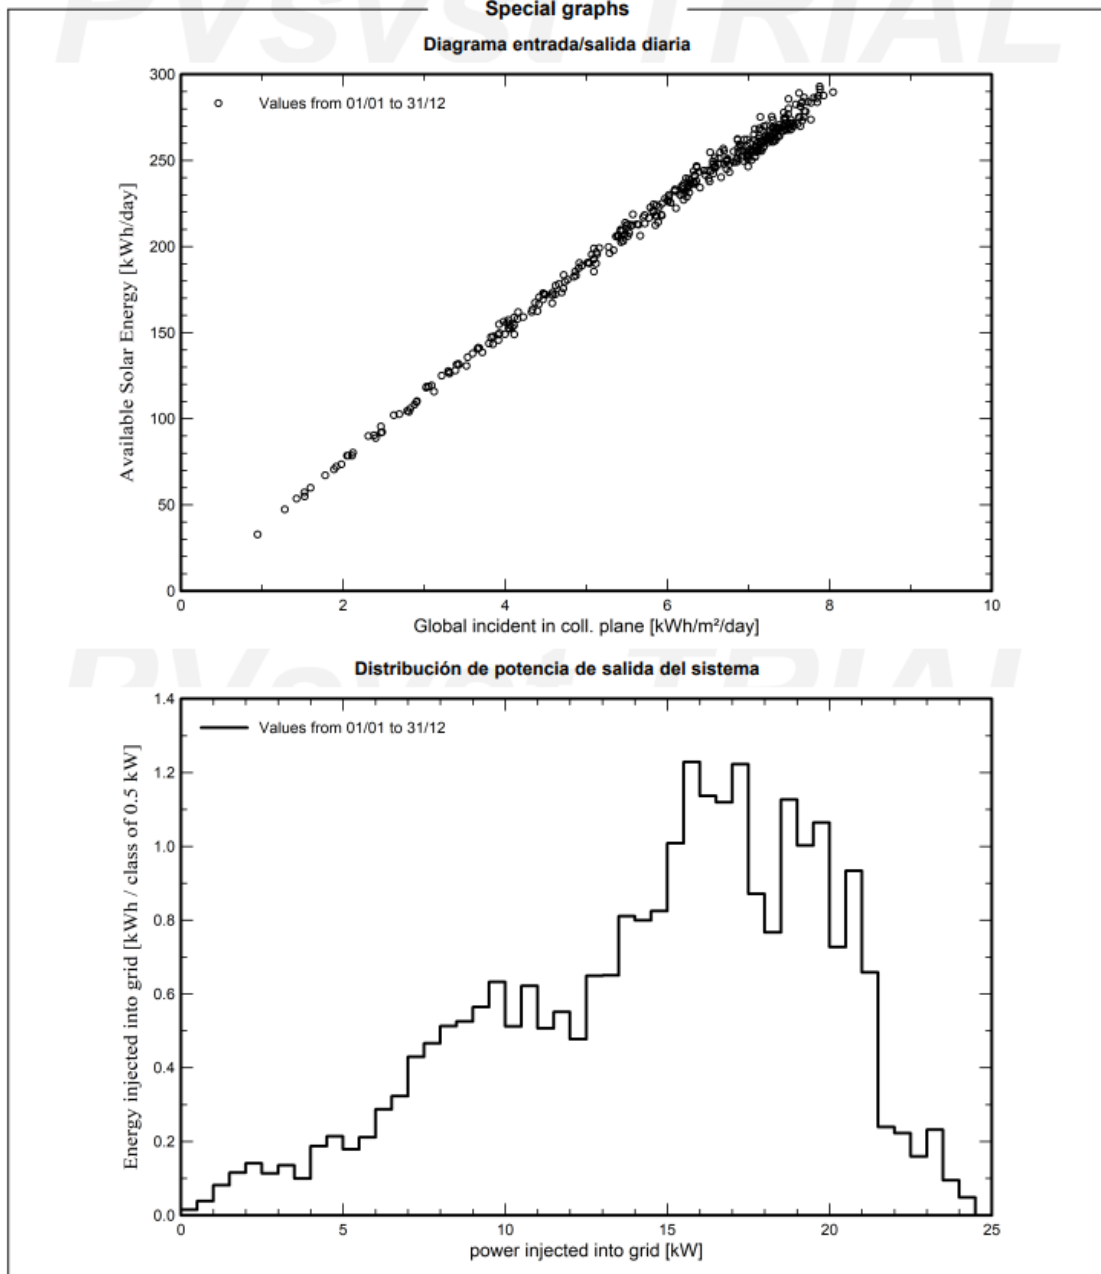 Special graphs
PVsyst TRIAL
Diagrama entrada/salida diaria
Values from 01/01 to 31/12
Available Solar Energy [kWh/day]
300
250
200
150
100
50
0
0 2 4 6 8 10
Global incident in coll. plane [kWh/m²/day]
PVsyst TRIAL
Distribución de potencia de salida del sistema
Values from 01/01 to 31/12
Energy injected into grid [kWh / class of 0.5 kW]
1.4
1.2
1.0
0.8
0.6
0.4
0.2
0.0
0 5 10 15 20 25
power injected into grid [kW]